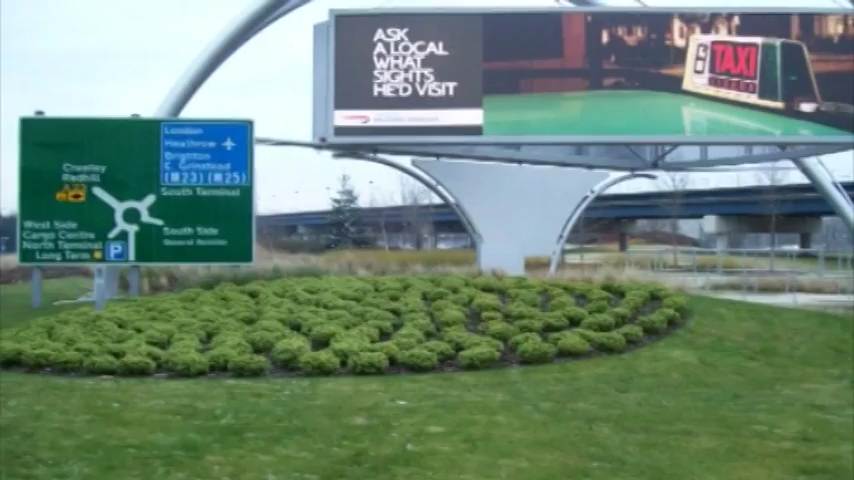 ASK
A LOCAL
WHAT
SIGHTS
HE'D VISIT
TAXI
London
Heathrow
Brighton
E. Grinstead
(M23) (M25)
South Terminal
Crawley
Redhill
South Side
West Side
Cargo Centre
North Terminal
Long Term
P